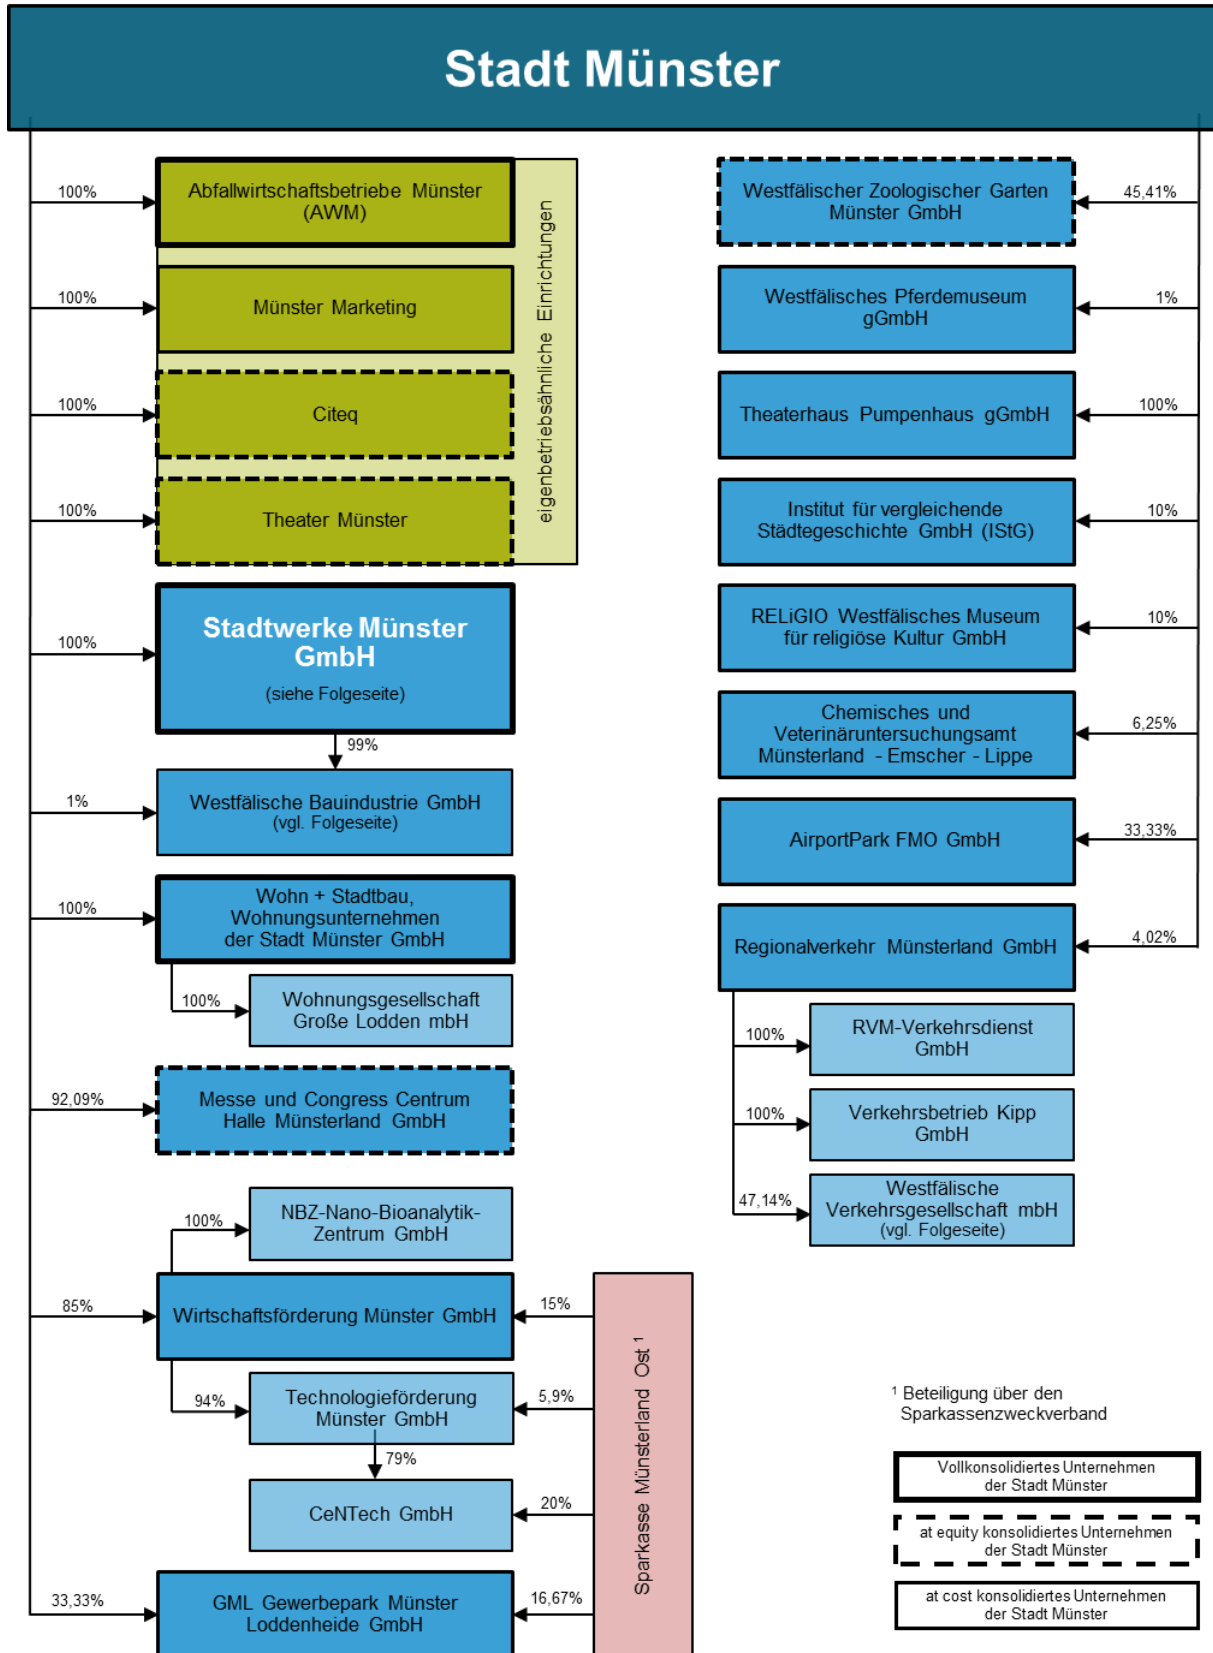 Stadt Münster
100%
Abfallwirtschaftsbetriebe Münster
(AWM)
100%
Münster Marketing
100%
Citeq
100%
Theater Münster
eigenbetriebsähnliche Einrichtungen
100%
Stadtwerke Münster
GmbH
(siehe Folgeseite)
99%
1%
Westfälische Bauindustrie GmbH
(vgl. Folgeseite)
100%
Wohn + Stadtbau,
Wohnungsunternehmen
der Stadt Münster GmbH
100%
Wohnungsgesellschaft
Große Lodden mbH
92,09%
Messe und Congress Centrum
Halle Münsterland GmbH
100%
NBZ-Nano-Bioanalytik-
Zentrum GmbH
85%
Wirtschaftsförderung Münster GmbH
15%
94%
Technologieförderung
Münster GmbH
5,9%
79%
CeNTech GmbH
20%
33,33%
GML Gewerbepark Münster
Loddenheide GmbH
16,67%
Sparkasse Münsterland Ost ¹
Westfälischer Zoologischer Garten
Münster GmbH
45,41%
Westfälisches Pferdemuseum
gGmbH
1%
Theaterhaus Pumpenhaus gGmbH
100%
Institut für vergleichende
Städtegeschichte GmbH (IStG)
10%
RELiGIO Westfälisches Museum
für religiöse Kultur GmbH
10%
Chemisches und
Veterinäruntersuchungsamt
Münsterland - Emscher - Lippe
6,25%
AirportPark FMO GmbH
33,33%
Regionalverkehr Münsterland GmbH
4,02%
100%
RVM-Verkehrsdienst
GmbH
100%
Verkehrsbetrieb Kipp
GmbH
47,14%
Westfälische
Verkehrsgesellschaft mbH
(vgl. Folgeseite)
¹ Beteiligung über den
Sparkassenzweckverband
Vollkonsolidiertes Unternehmen
der Stadt Münster
at equity konsolidiertes Unternehmen
der Stadt Münster
at cost konsolidiertes Unternehmen
der Stadt Münster